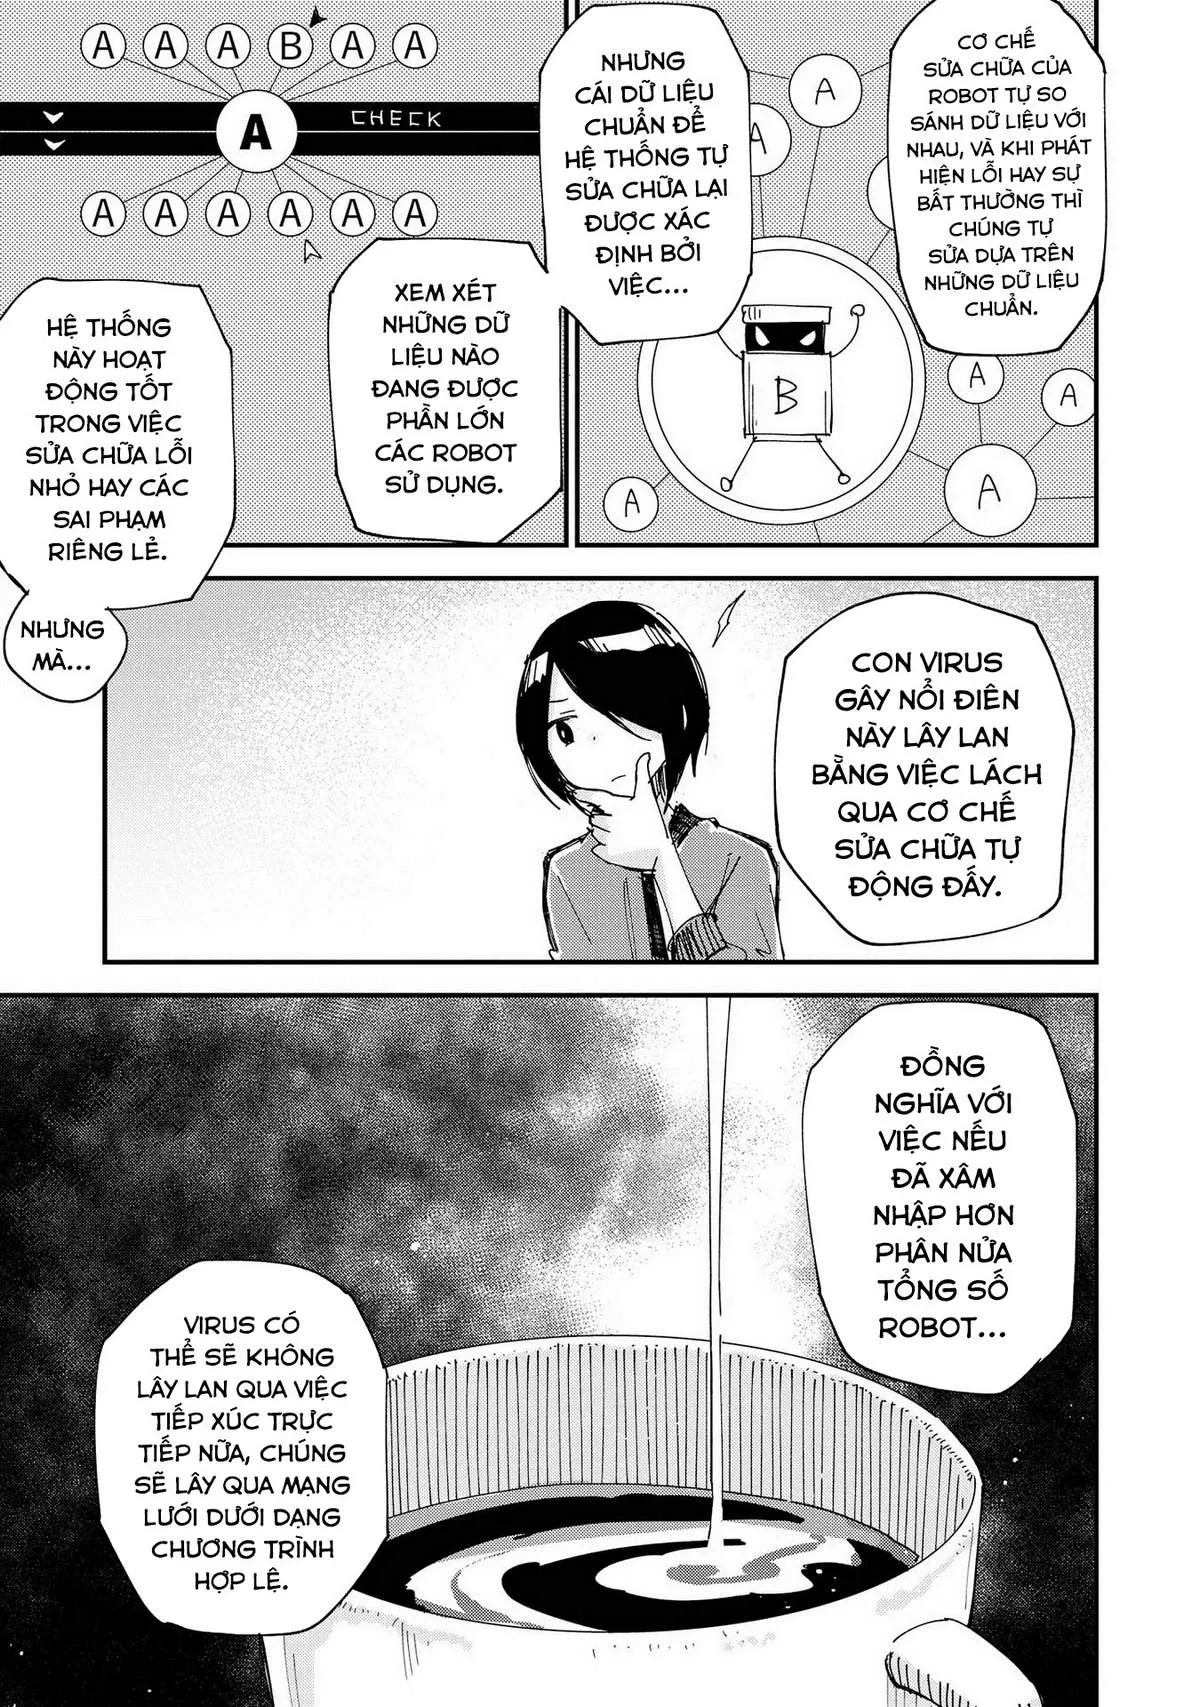 CƠ CHẾ
SỬA CHỮA CỦA
ROBOT TỰ SO
SÁNH DỮ LIỆU VỚI
NHAU, VÀ KHI PHÁT
HIỆN LỖI HAY SỰ
BẤT THƯỜNG THÌ
CHÚNG TỰ
SỬA DỰA TRÊN
NHỮNG DỮ LIỆU
CHUẨN.
NHƯNG
CÁI DỮ LIỆU
CHUẨN ĐỂ
HỆ THỐNG TỰ
SỬA CHỮA LẠI
ĐƯỢC XÁC
ĐỊNH BỞI
VIỆC...
A
A
A
A
A
A
A
B
A A A B A A
A
CHECK
A A A A A A
XEM XÉT
NHỮNG DỮ
LIỆU NÀO
ĐANG ĐƯỢC
PHẦN LỚN
CÁC ROBOT
SỬ DỤNG.
HỆ THỐNG
NÀY HOẠT
ĐỘNG TỐT
TRONG VIỆC
SỬA CHỮA LỖI
NHỎ HAY CÁC
SAI PHẠM
RIÊNG LẺ.
NHƯNG
MÀ...
CON VIRUS
GÂY NỔI ĐIÊN
NÀY LÂY LAN
BẰNG VIỆC LÁCH
QUA CƠ CHẾ
SỬA CHỮA TỰ
ĐỘNG ĐẤY.
ĐỒNG
NGHĨA VỚI
VIỆC NẾU
ĐÃ XÂM
NHẬP HƠN
PHÂN NỬA
TỔNG SỐ
ROBOT...
VIRUS CÓ
THỂ SẼ KHÔNG
LÂY LAN QUA VIỆC
TIẾP XÚC TRỰC
TIẾP NỮA, CHÚNG
SẼ LÂY QUA MẠNG
LƯỚI DƯỚI DẠNG
CHƯƠNG TRÌNH
HỢP LỆ.